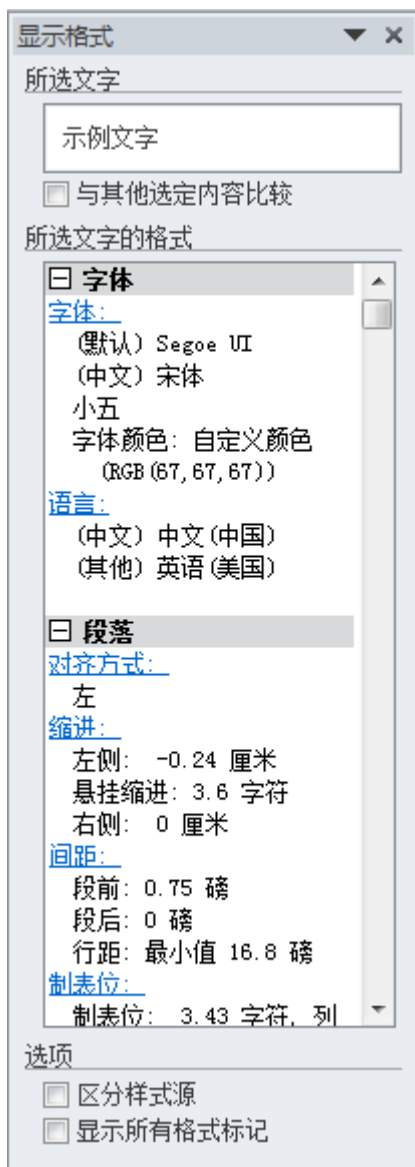 显示格式
所选文字
示例文字
与其他选定内容比较
所选文字的格式
字体
字体:
(默认) Segoe UI
(中文) 宋体
小五
字体颜色: 自定义颜色
(RGB(67,67,67))
语言:
(中文) 中文(中国)
(其他) 英语(美国)
段落
对齐方式:
左
缩进:
左侧: -0.24 厘米
悬挂缩进: 3.6 字符
右侧: 0 厘米
间距:
段前: 0.75 磅
段后: 0 磅
行距: 最小值 16.8 磅
制表位:
制表位: 3.43 字符, 列
选项
区分样式源
显示所有格式标记